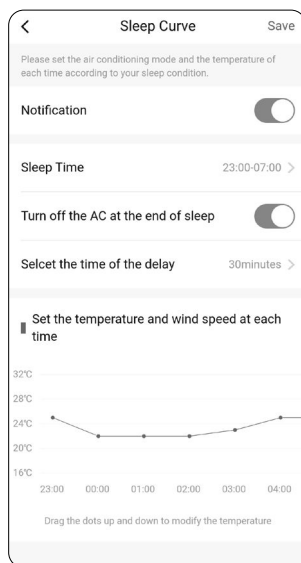 Sleep Curve Save
Please set the air conditioning mode and the temperature of
each time according to your sleep condition.
Notification
Sleep Time 23:00-07:00
Turn off the AC at the end of sleep
Selcet the time of the delay 30minutes
Set the temperature and wind speed at each
time
32℃
28℃
24℃
20℃
16℃
23:00 00:00 01:00 02:00 03:00 04:00
Drag the dots up and down to modify the temperature